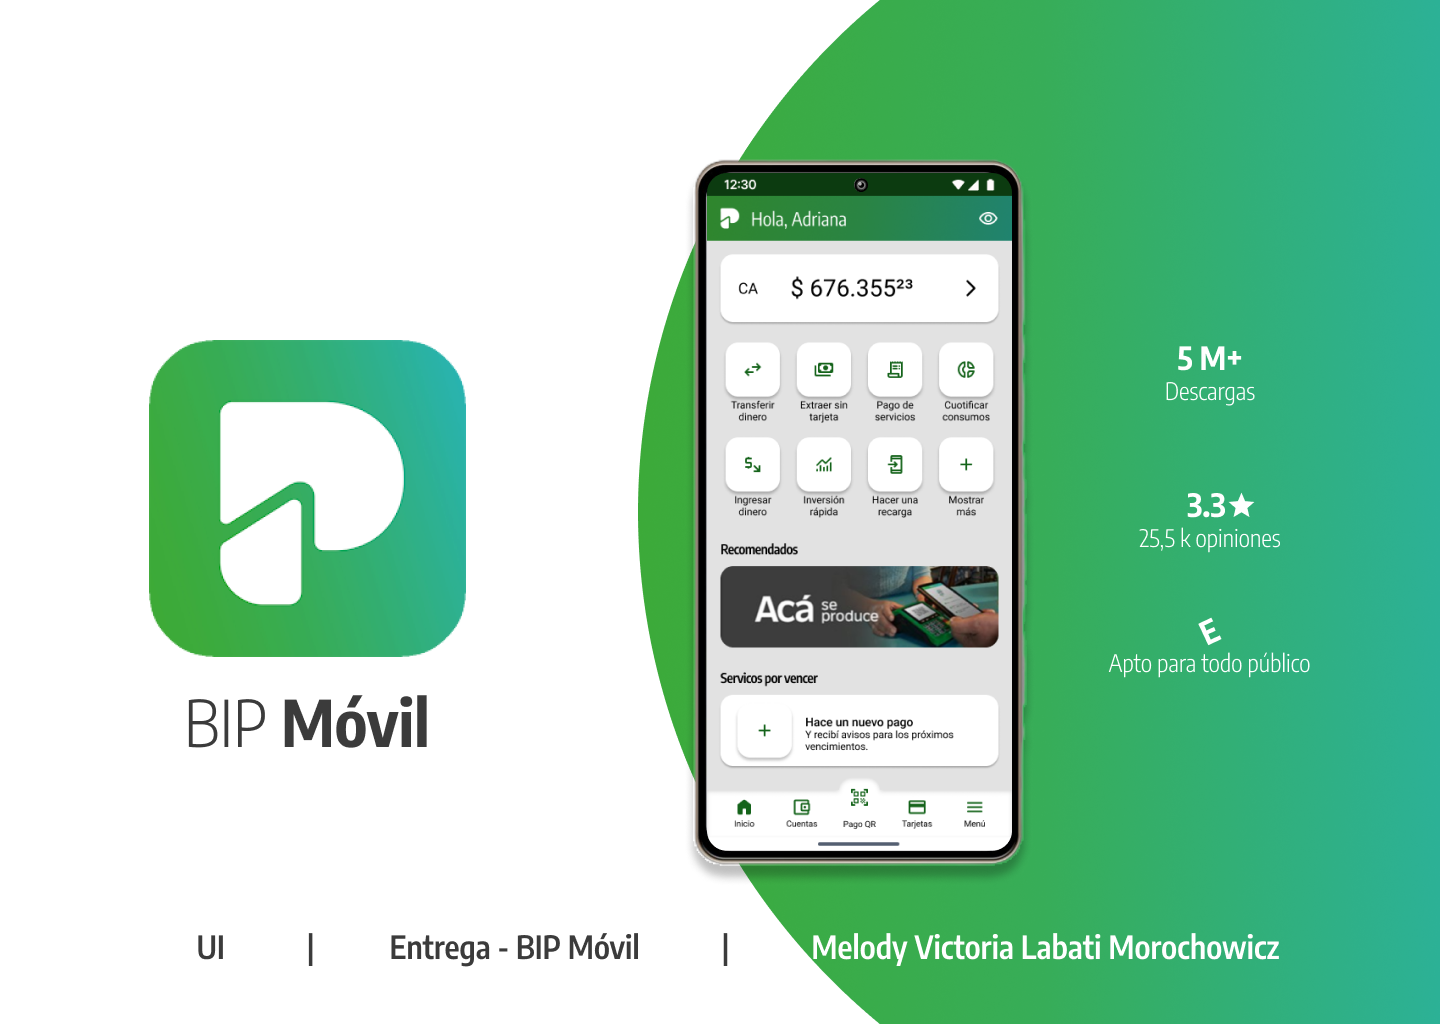 BIP Móvil
12:30
Hola, Adriana
CA $ 676.355²³
Transferir
dinero
Extraer sin
tarjeta
Pago de
servicios
Cuotificar
consumos
Ingresar
dinero
Inversión
rápida
Hacer una
recarga
Mostrar
más
Recomendados
Acá se
produce
Servicos por vencer
Hace un nuevo pago
Y recibí avisos para los próximos
vencimientos.
Inicio
Cuentas
Pago QR
Tarjetas
Menú
5 M+
Descargas
3.3★
25,5 k opiniones
E
Apto para todo público
UI | Entrega - BIP Móvil | Melody Victoria Labati Morochowicz